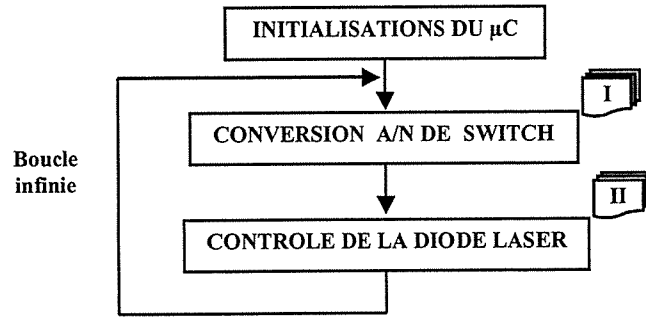 INITIALISATIONS DU µC
I
CONVERSION A/N DE SWITCH
Boucle
infinie
II
CONTROLE DE LA DIODE LASER